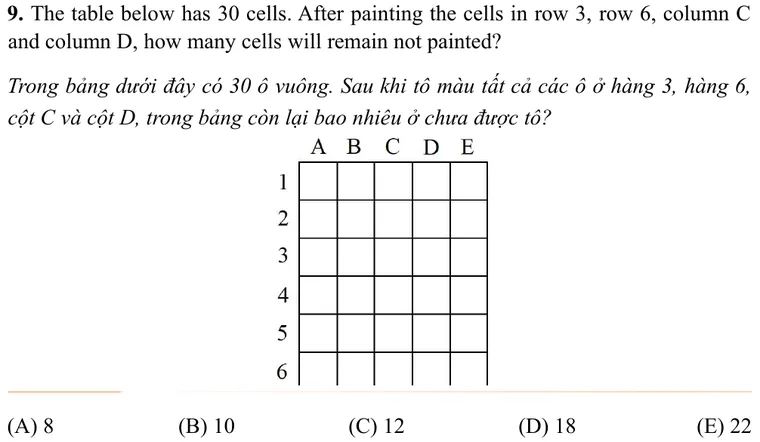 9. The table below has 30 cells. After painting the cells in row 3, row 6, column C
and column D, how many cells will remain not painted?
Trong bảng dưới đây có 30 ô vuông. Sau khi tô màu tất cả các ô ở hàng 3, hàng 6,
cột C và cột D, trong bảng còn lại bao nhiêu ở chưa được tô?
A B C D E
1
2
3
4
5
6
(A) 8 (B) 10 (C) 12 (D) 18 (E) 22